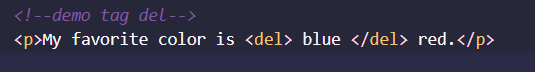 <!--demo tag del-->
<p>My favorite color is <del> blue </del> red.</p>